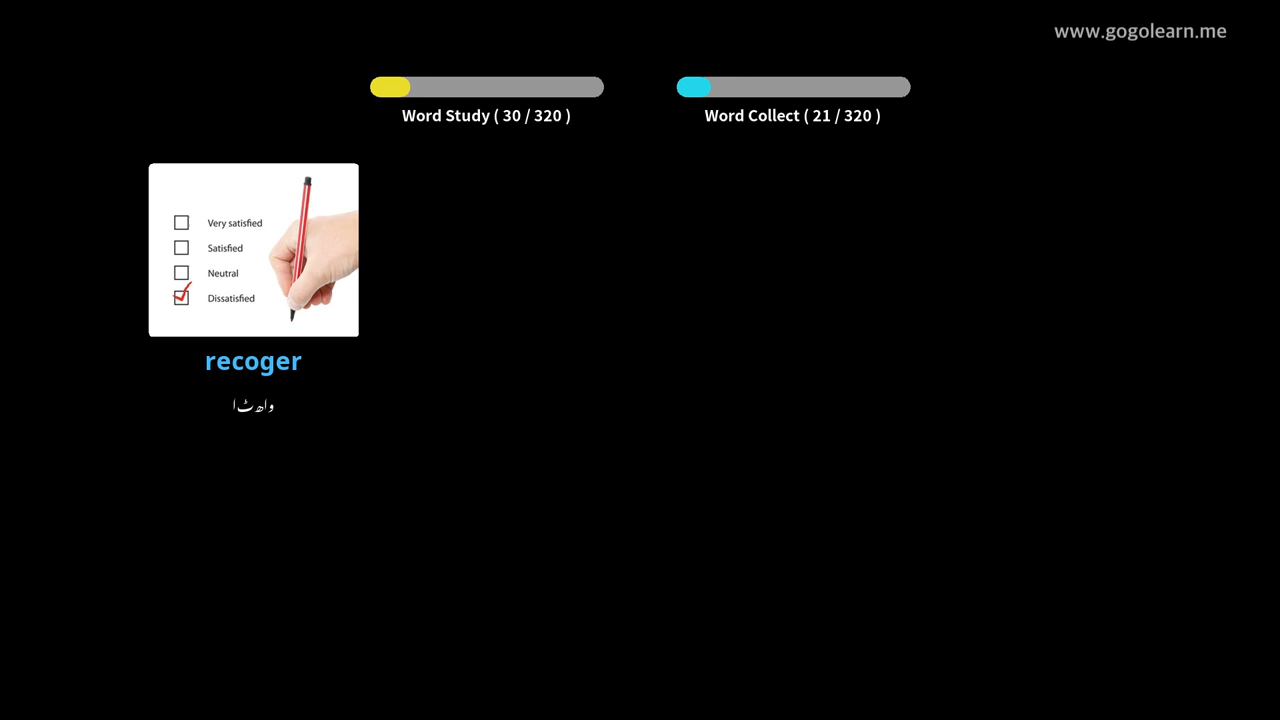 www.gogolearn.me
Word Study ( 30 / 320 )
Word Collect ( 21 / 320 )
Very satisfied
Satisfied
Neutral
Dissatisfied
recoger
واھٹا